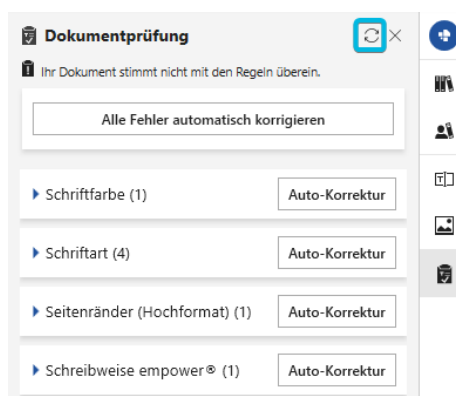 Dokumentprüfung
Ihr Dokument stimmt nicht mit den Regeln überein.
Alle Fehler automatisch korrigieren
Schriftfarbe (1) Auto-Korrektur
Schriftart (4) Auto-Korrektur
Seitenränder (Hochformat) (1) Auto-Korrektur
Schreibweise empower® (1) Auto-Korrektur